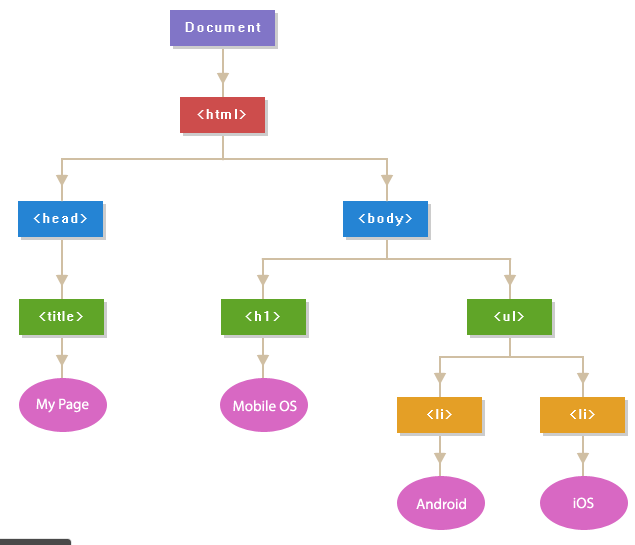 Document
<html>
<head>
<body>
<title>
<h1>
<ul>
My Page
Mobile OS
<li>
<li>
Android
iOS